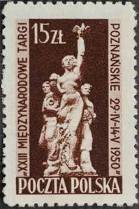 15ZŁ
XXIII MIĘDZYNARODOWE TARGI
POZNAŃSKIE 29-IV-14-V 1950
POCZTA POLSKA